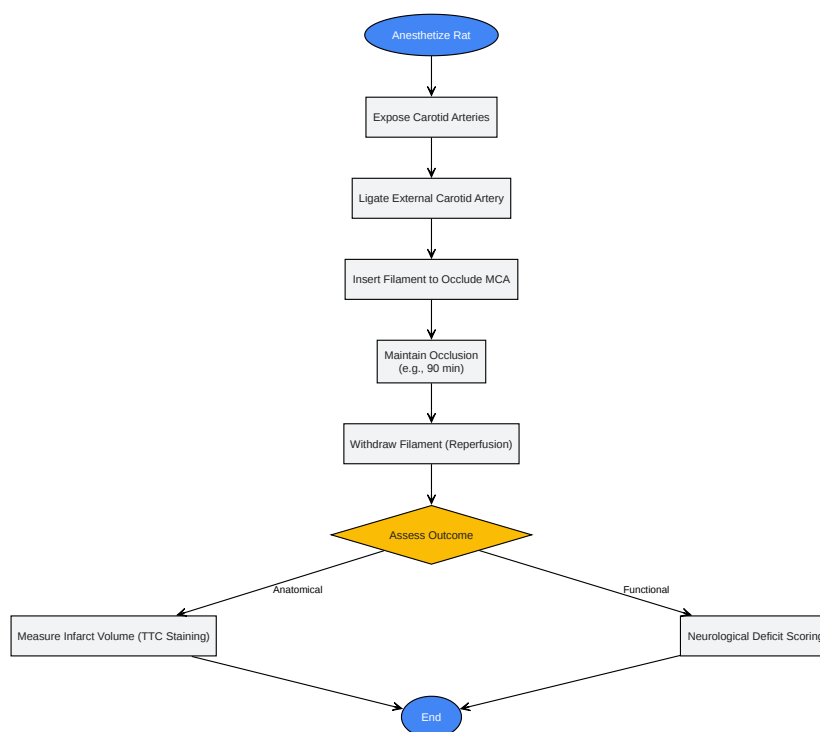 Anesthetize Rat
Expose Carotid Arteries
Ligate External Carotid Artery
Insert Filament to Occlude MCA
Maintain Occlusion
(e.g., 90 min)
Withdraw Filament (Reperfusion)
Assess Outcome
Anatomical
Functional
Measure Infarct Volume (TTC Staining)
Neurological Deficit Scoring
End